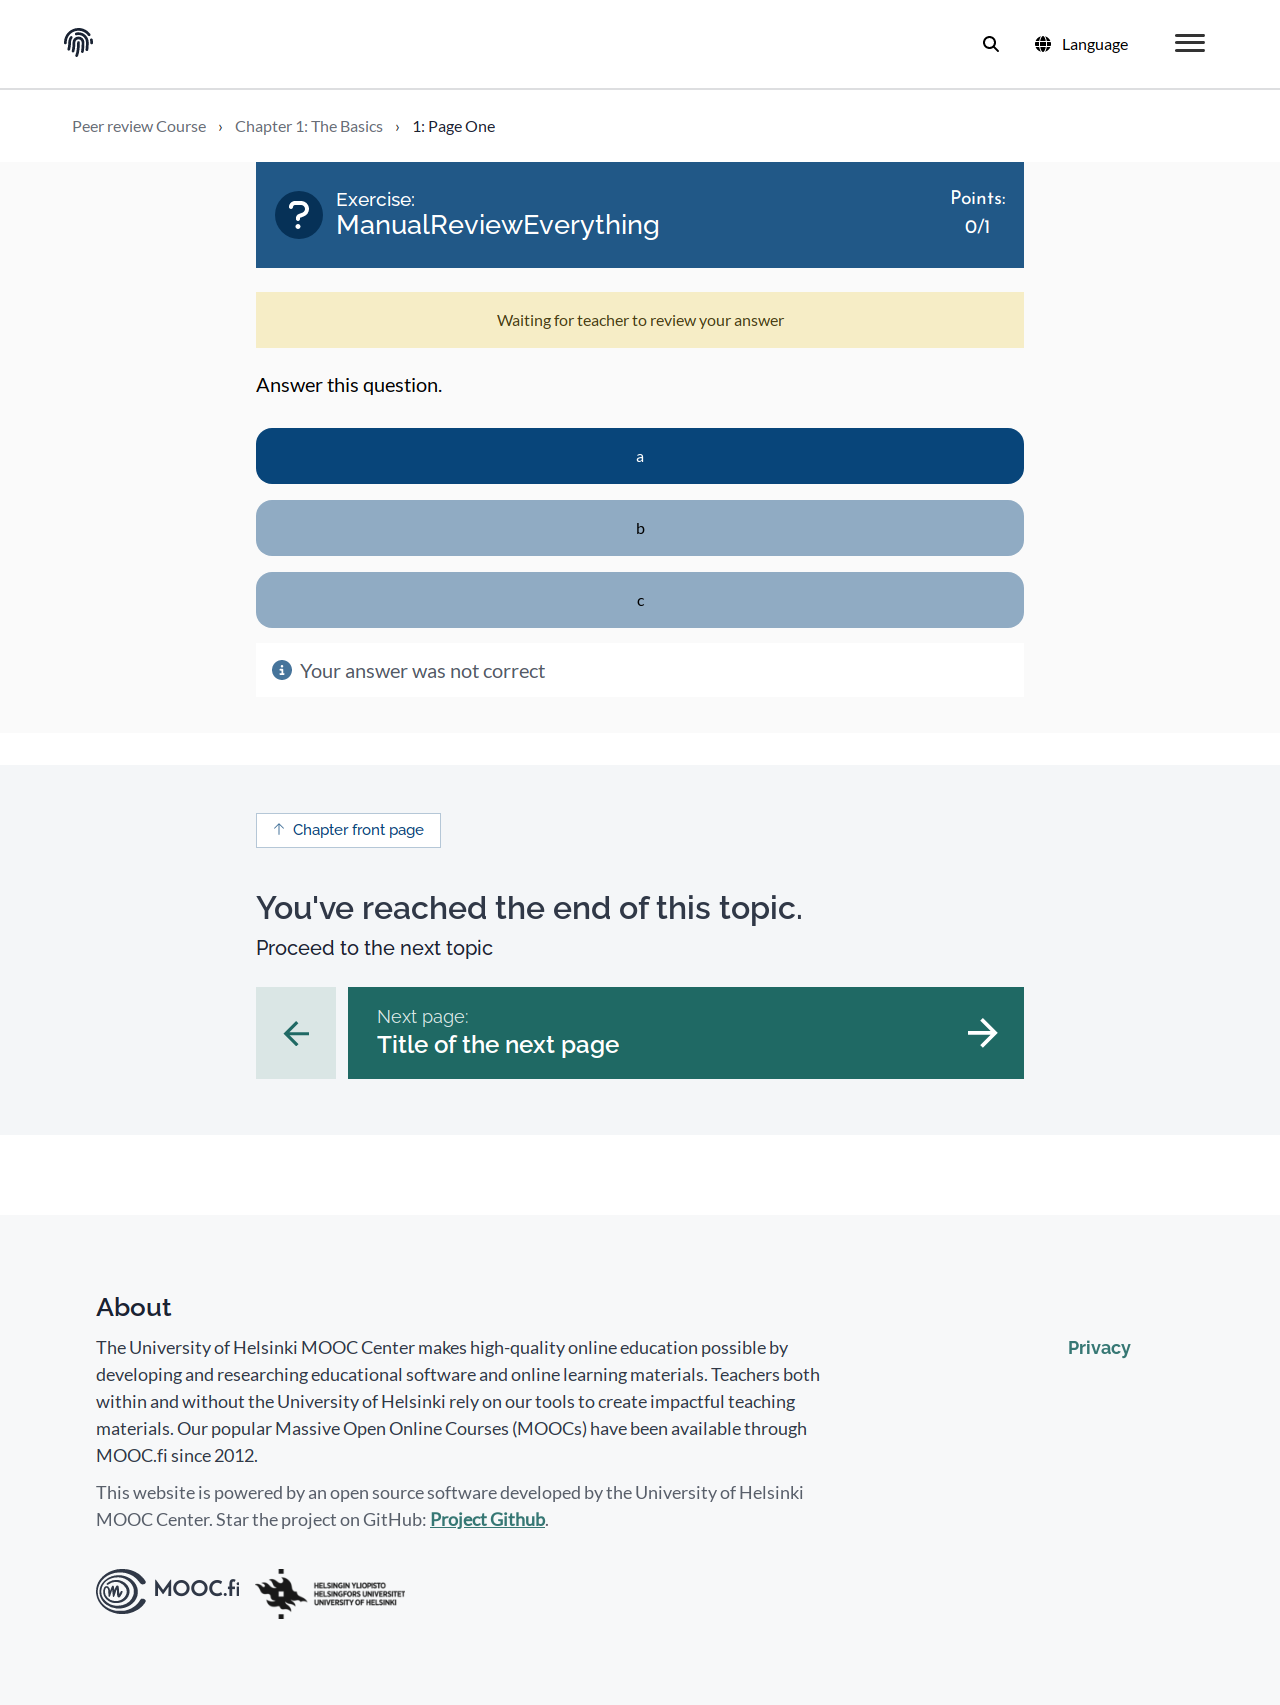 Language
Peer review Course › Chapter 1: The Basics › 1: Page One
Exercise:
ManualReviewEverything
Points:
0/1
Waiting for teacher to review your answer
Answer this question.
a
b
c
Your answer was not correct
Chapter front page
You've reached the end of this topic.
Proceed to the next topic
Next page:
Title of the next page
About
The University of Helsinki MOOC Center makes high-quality online education possible by
developing and researching educational software and online learning materials. Teachers both
within and without the University of Helsinki rely on our tools to create impactful teaching
materials. Our popular Massive Open Online Courses (MOOCs) have been available through
MOOC.fi since 2012.
This website is powered by an open source software developed by the University of Helsinki
MOOC Center. Star the project on GitHub: Project Github.
Privacy
MOOC.fi
HELSINGIN YLIOPISTO
HELSINGFORS UNIVERSITET
UNIVERSITY OF HELSINKI